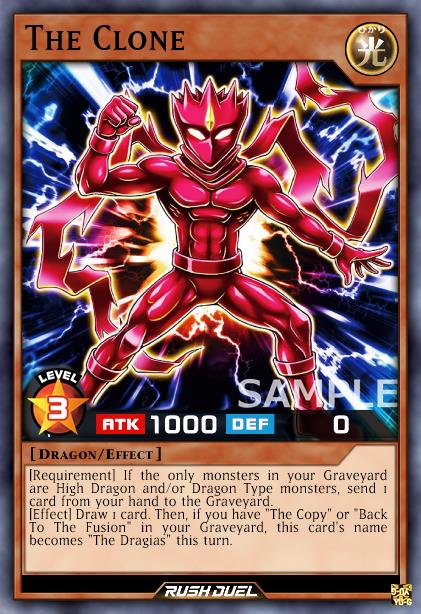 The Clone
ひかり
光
SAMPLE
LEVEL
3
ATK 1000 DEF 0
[Dragon/Effect]
[Requirement] If the only monsters in your Graveyard
are High Dragon and/or Dragon Type monsters, send 1
card from your hand to the Graveyard.
[Effect] Draw 1 card. Then, if you have "The Copy" or "Back
To The Fusion" in your Graveyard, this card's name
becomes "The Dragias" this turn.
RUSH DUEL